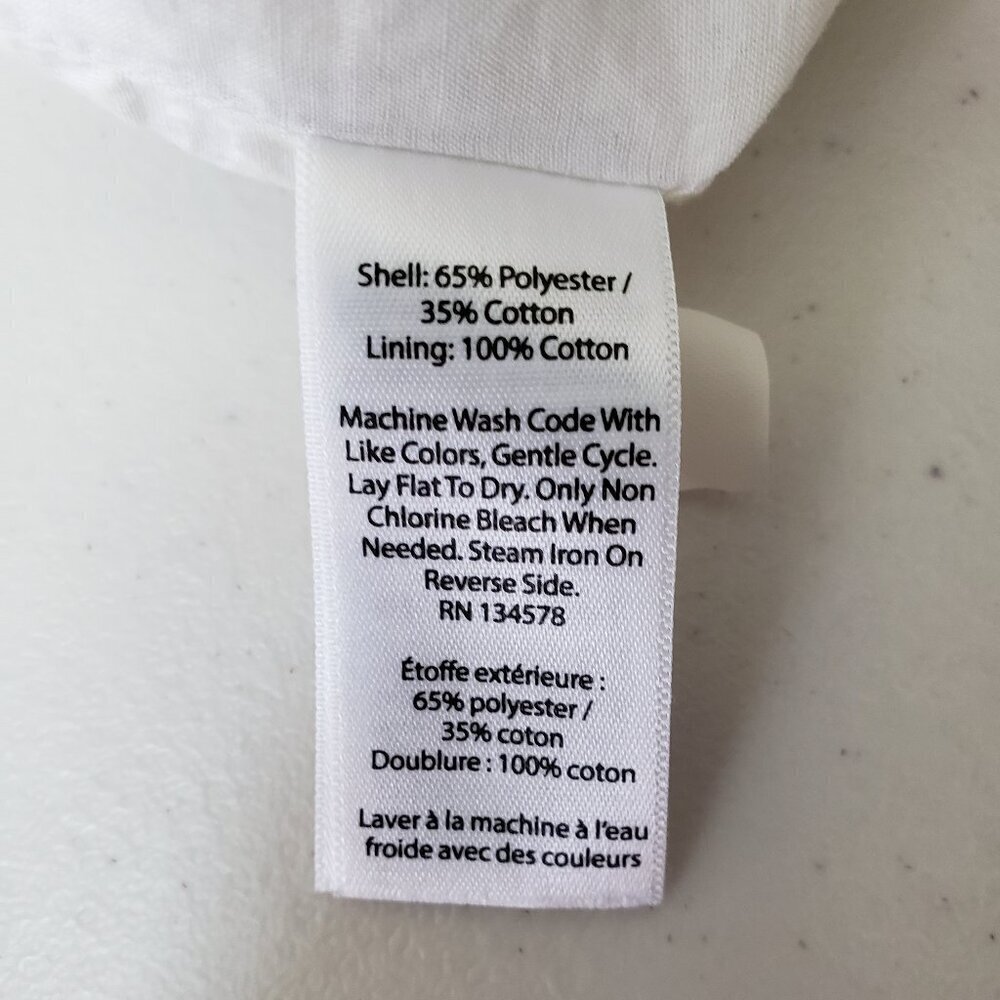 Shell: 65% Polyester /
35% Cotton
Lining: 100% Cotton
Machine Wash Code With
Like Colors, Gentle Cycle.
Lay Flat To Dry. Only Non
Chlorine Bleach When
Needed. Steam Iron On
Reverse Side.
RN 134578
Étoffe extérieure :
65% polyester /
35% coton
Doublure : 100% coton
Laver à la machine à l'eau
froide avec des couleurs